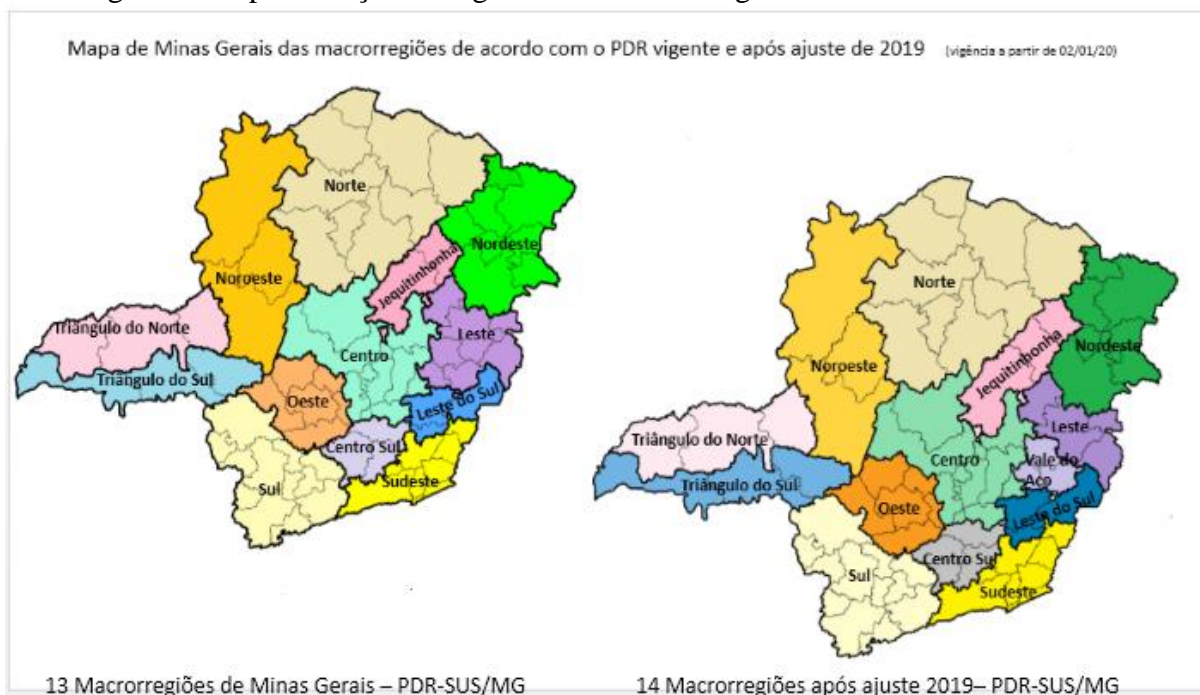 Mapa de Minas Gerais das macrorregiões de acordo com o PDR vigente e após ajuste de 2019 (vigência a partir de 02/01/20)
Norte
Nordeste
Noroeste
Jequitinhonha
Triângulo do Norte
Centro
Leste
Triângulo do Sul
Oeste
Leste do Sul
Centro Sul
Sul
Sudeste
Norte
Nordeste
Noroeste
Jequitinhonha
Triângulo do Norte
Centro
Leste
Vale do
Aço
Triângulo do Sul
Oeste
Leste do Sul
Centro Sul
Sul
Sudeste
13 Macrorregiões de Minas Gerais – PDR-SUS/MG
14 Macrorregiões após ajuste 2019– PDR-SUS/MG